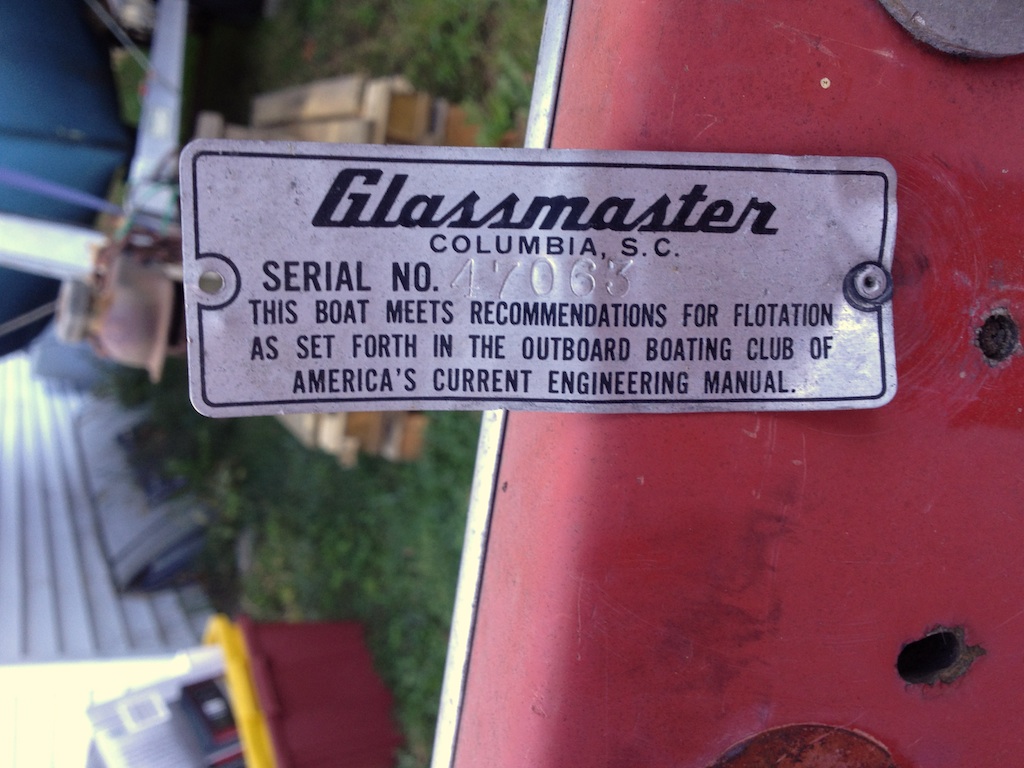 Glassmaster
COLUMBIA, S.C.
SERIAL NO. 47063
THIS BOAT MEETS RECOMMENDATIONS FOR FLOTATION
AS SET FORTH IN THE OUTBOARD BOATING CLUB OF
AMERICA'S CURRENT ENGINEERING MANUAL.